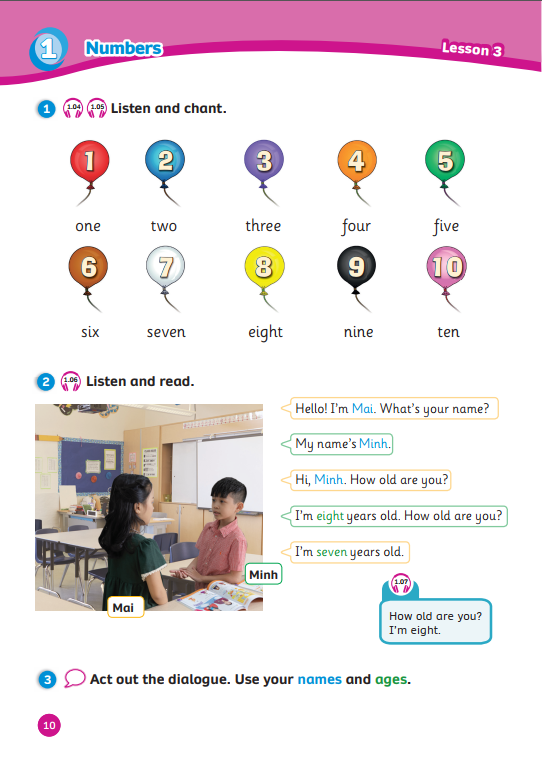 1 Numbers
Lesson 3
1 1.04 1.05 Listen and chant.
1 2 3 4 5
one two three four five
6 7 8 9 10
six seven eight nine ten
2 1.06 Listen and read.
Hello! I'm Mai. What's your name?
My name's Minh.
Hi, Minh. How old are you?
I'm eight years old. How old are you?
I'm seven years old.
Minh
Mai
1.07
How old are you?
I'm eight.
3 Act out the dialogue. Use your names and ages.
10